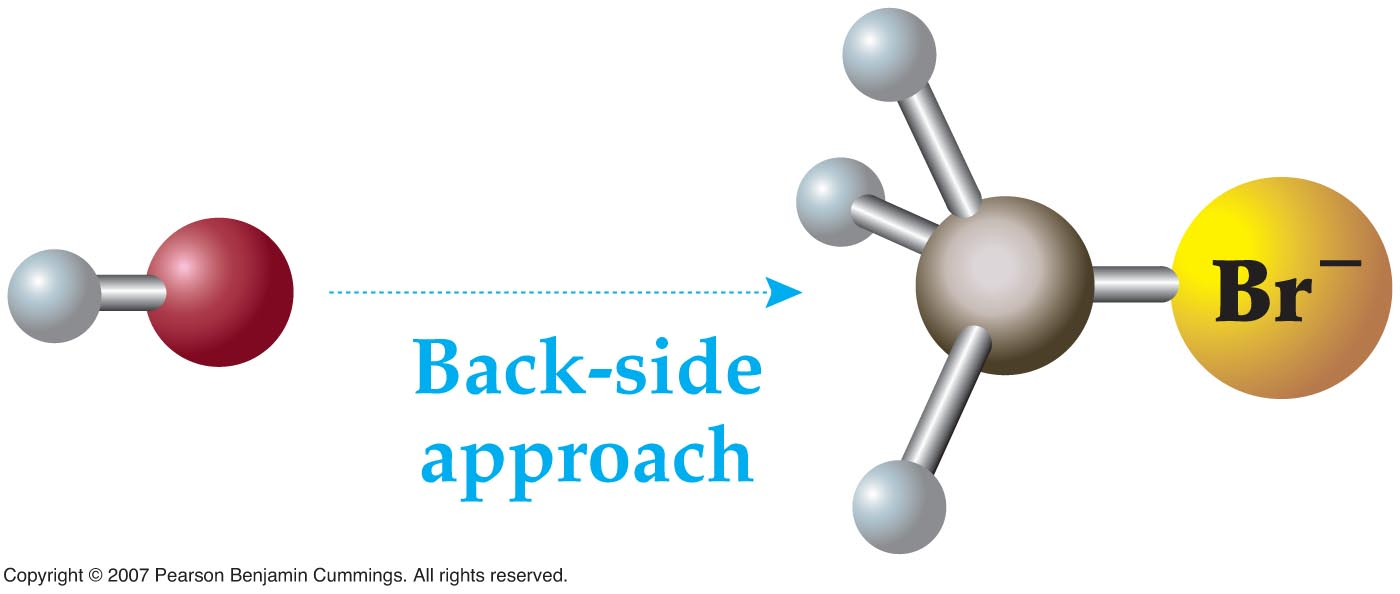 Back-side
approach
Br⁻
Copyright © 2007 Pearson Benjamin Cummings. All rights reserved.